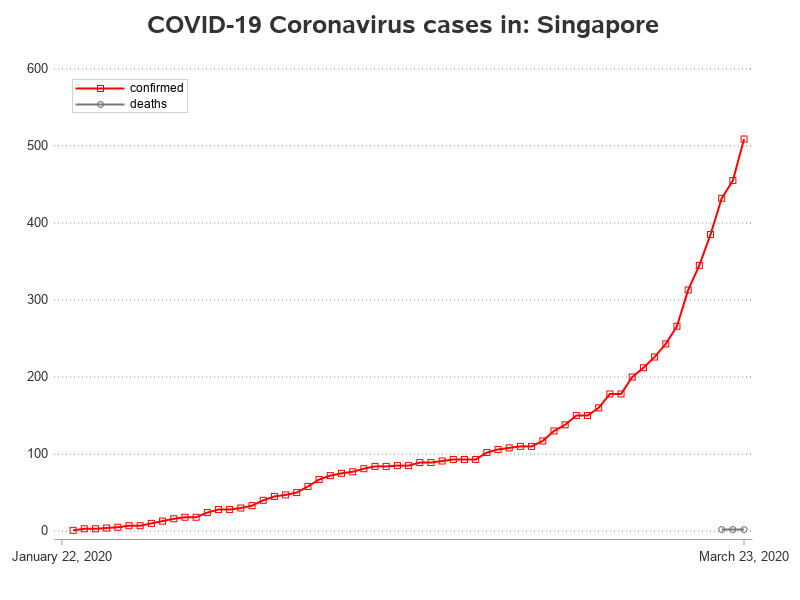 COVID-19 Coronavirus cases in: Singapore
600
confirmed
deaths
500
400
300
200
100
0
January 22, 2020
March 23, 2020